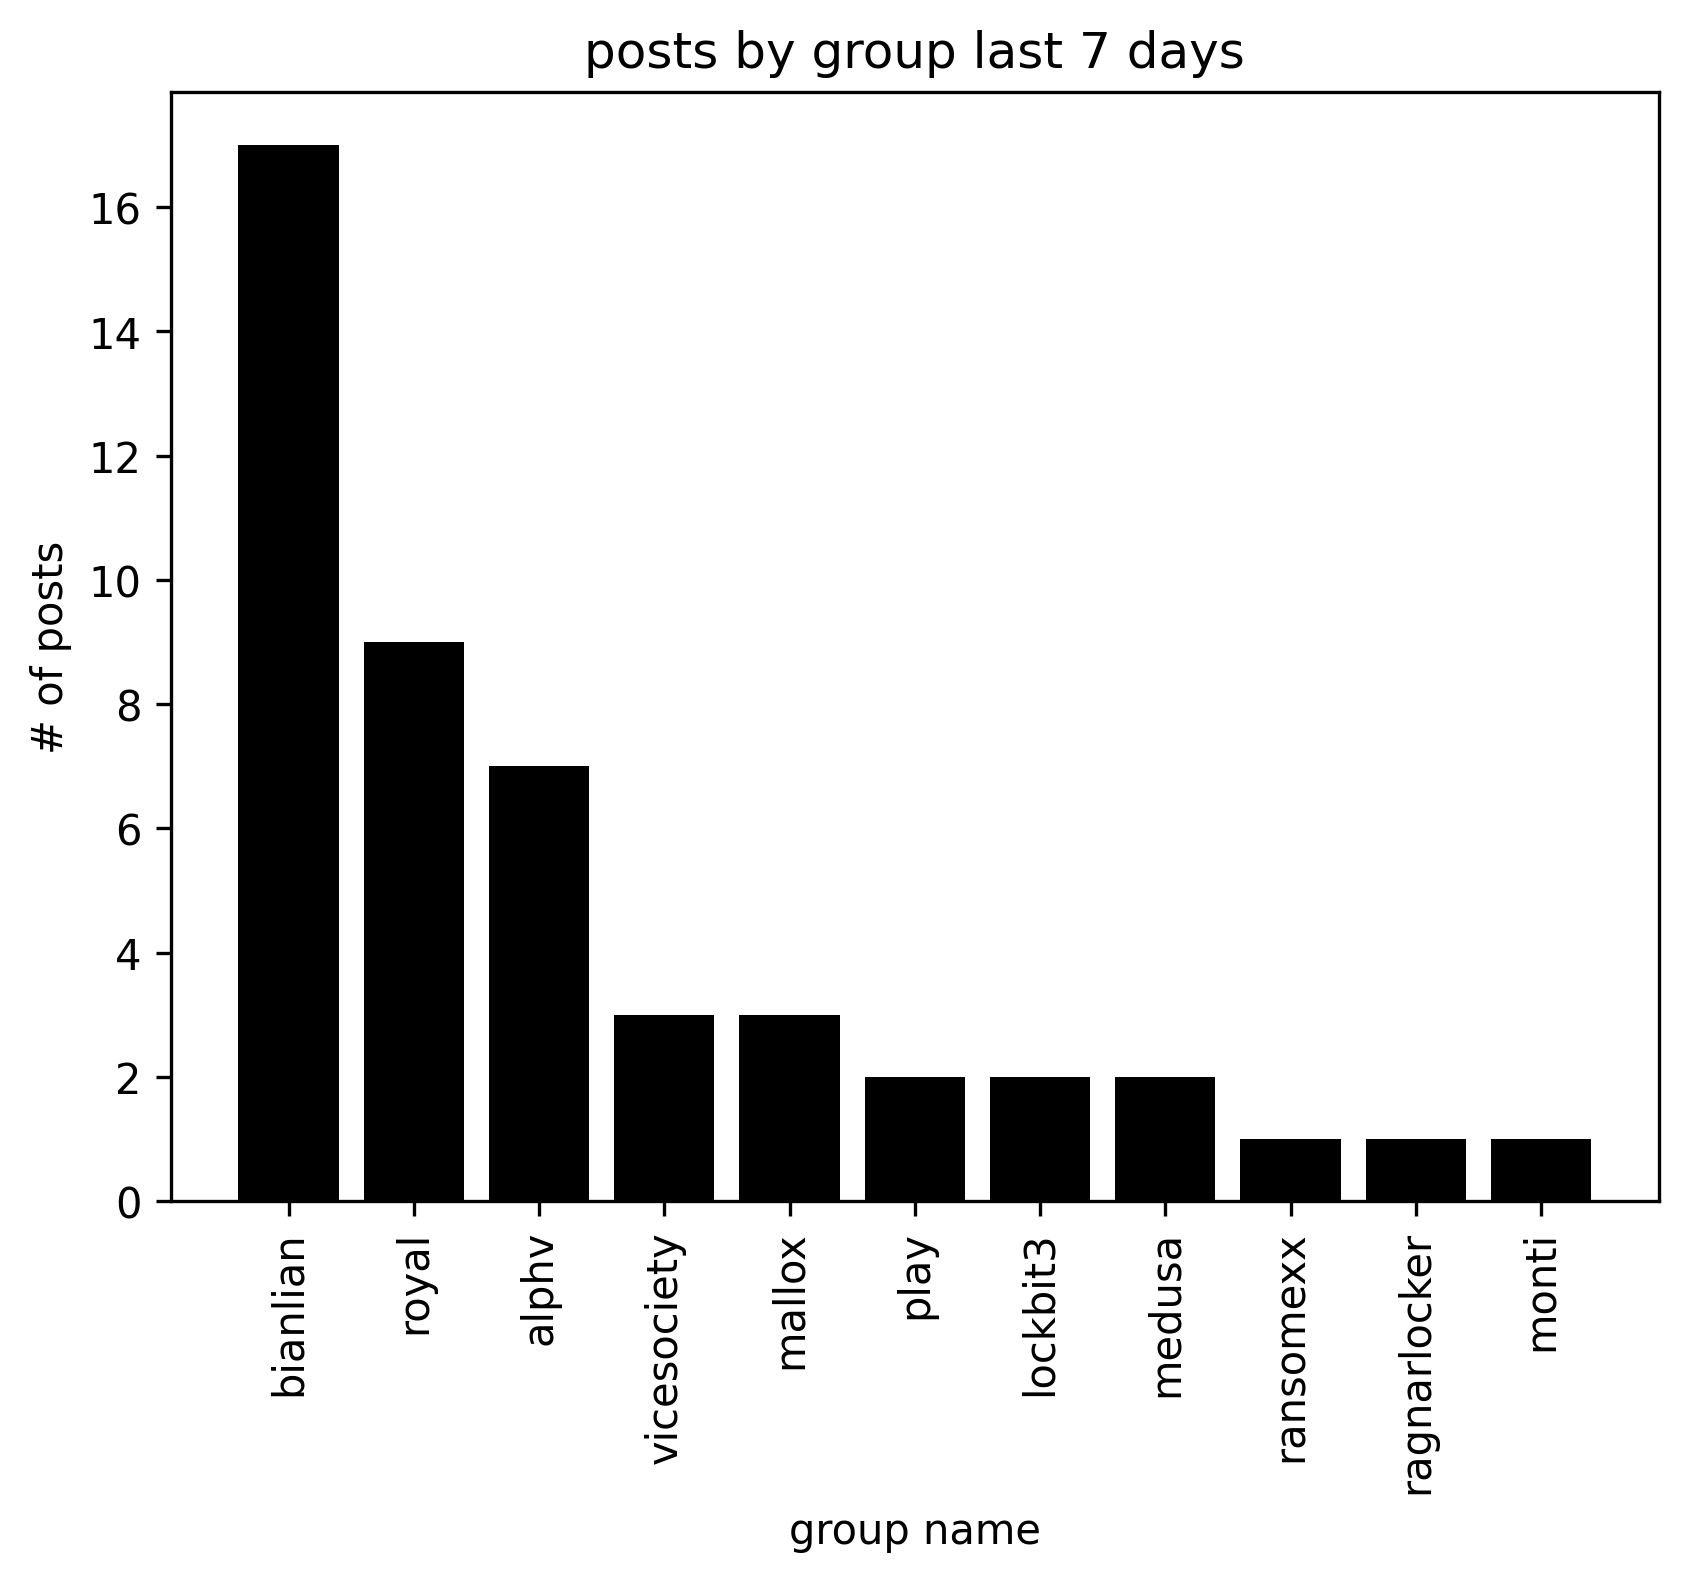 posts by group last 7 days
# of posts
16
14
12
10
8
6
4
2
0
bianlian
royal
alphv
vicesociety
mallox
play
lockbit3
medusa
ransomexx
ragnarlocker
monti
group name